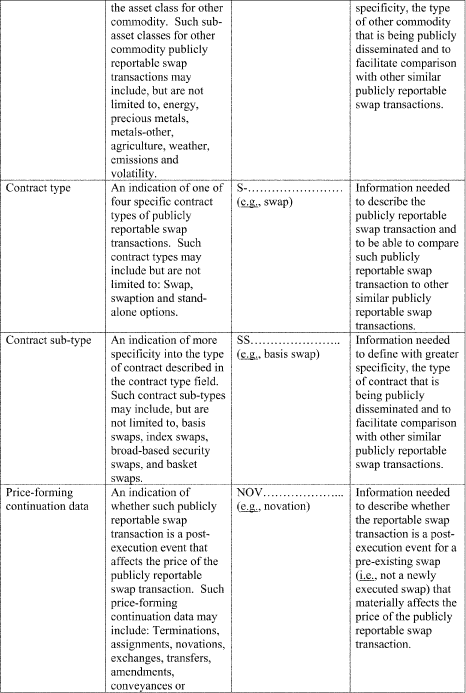 the asset class for other
commodity. Such sub-
asset classes for other
commodity publicly
reportable swap
transactions may
include, but are not
limited to, energy,
precious metals,
metals-other,
agriculture, weather,
emissions and
volatility.
specificity, the type
of other commodity
that is being publicly
disseminated and to
facilitate comparison
with other similar
publicly reportable
swap transactions.
Contract type
An indication of one of
four specific contract
types of publicly
reportable swap
transactions. Such
contract types may
include but are not
limited to: Swap,
swaption and stand-
alone options.
S-……………………
(e.g., swap)
Information needed
to describe the
publicly reportable
swap transaction and
to be able to compare
such publicly
reportable swap
transaction to other
similar publicly
reportable swap
transactions.
Contract sub-type
An indication of more
specificity into the type
of contract described in
the contract type field.
Such contract sub-types
may include, but are
not limited to, basis
swaps, index swaps,
broad-based security
swaps, and basket
swaps.
SS…………………..
(e.g., basis swap)
Information needed
to define with greater
specificity, the type
of contract that is
being publicly
disseminated and to
facilitate comparison
with other similar
publicly reportable
swap transactions.
Price-forming
continuation data
An indication of
whether such publicly
reportable swap
transaction is a post-
execution event that
affects the price of the
publicly reportable
swap transaction. Such
price-forming
continuation data may
include: Terminations,
assignments, novations,
exchanges, transfers,
amendments,
conveyances or
NOV………………...
(e.g., novation)
Information needed
to describe whether
the reportable swap
transaction is a post-
execution event for a
pre-existing swap
(i.e., not a newly
executed swap) that
materially affects the
price of the publicly
reportable swap
transaction.